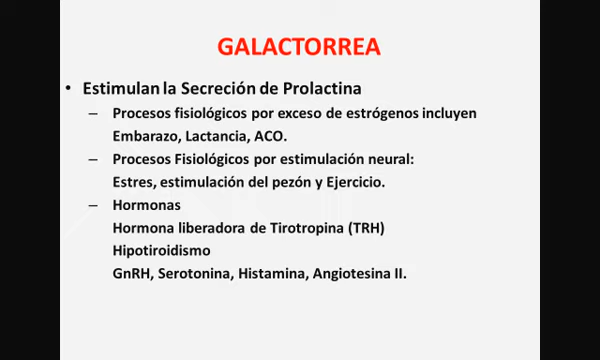 GALACTORREA
• Estimulan la Secreción de Prolactina
– Procesos fisiológicos por exceso de estrógenos incluyen
Embarazo, Lactancia, ACO.
– Procesos Fisiológicos por estimulación neural:
Estres, estimulación del pezón y Ejercicio.
– Hormonas
Hormona liberadora de Tirotropina (TRH)
Hipotiroidismo
GnRH, Serotonina, Histamina, Angiotesina II.